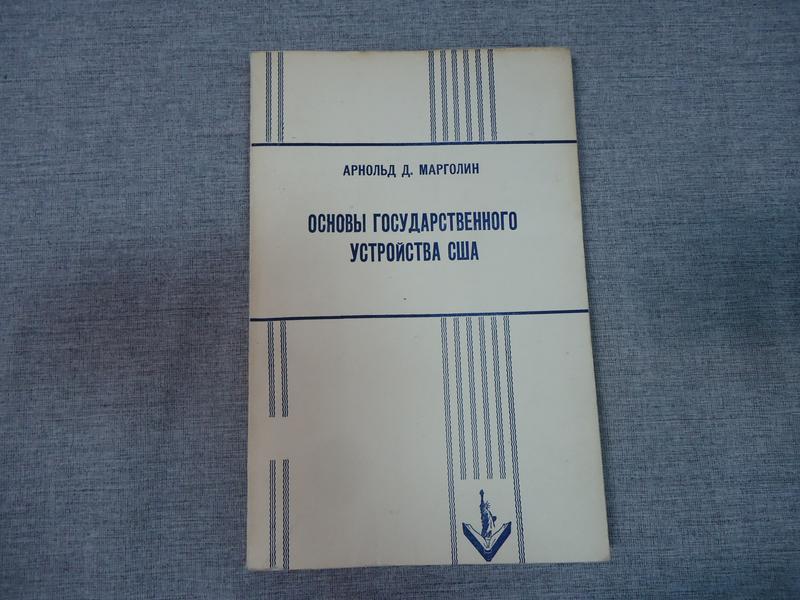 АРНОЛЬД Д. МАРГОЛИН
ОСНОВЫ ГОСУДАРСТВЕННОГО
УСТРОЙСТВА США